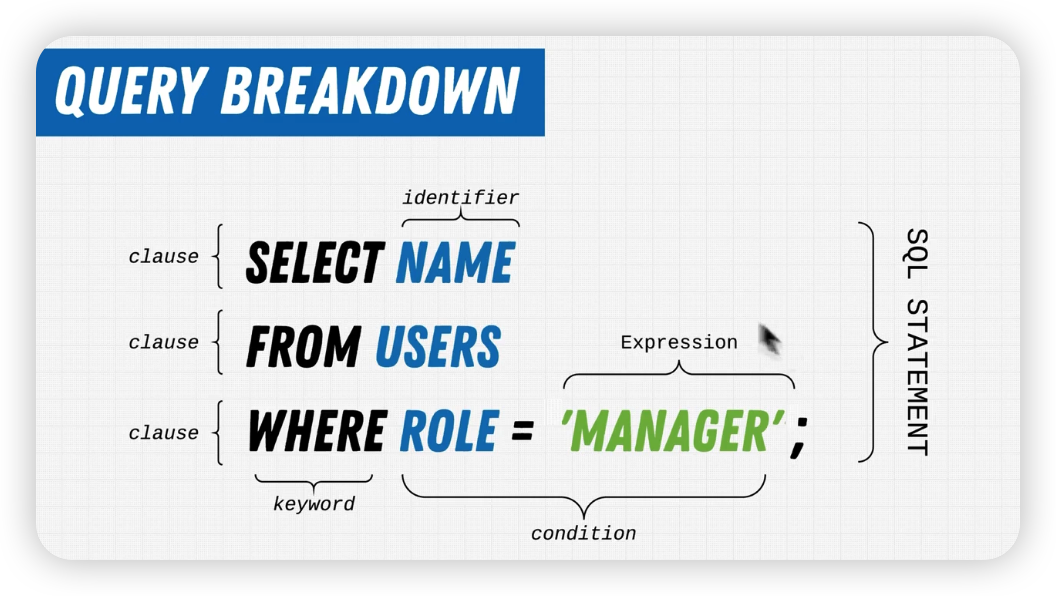 QUERY BREAKDOWN
identifier
clause SELECT NAME
clause FROM USERS
Expression
clause WHERE ROLE = 'MANAGER' ;
keyword
condition
SQL STATEMENT